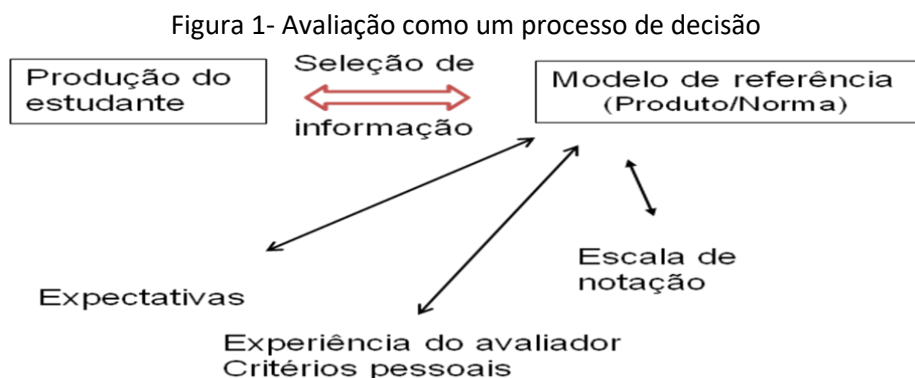 Figura 1- Avaliação como um processo de decisão
Produção do
estudante
Seleção de
informação
Modelo de referência
(Produto/Norma)
Expectativas
Experiência do avaliador
Critérios pessoais
Escala de
notação